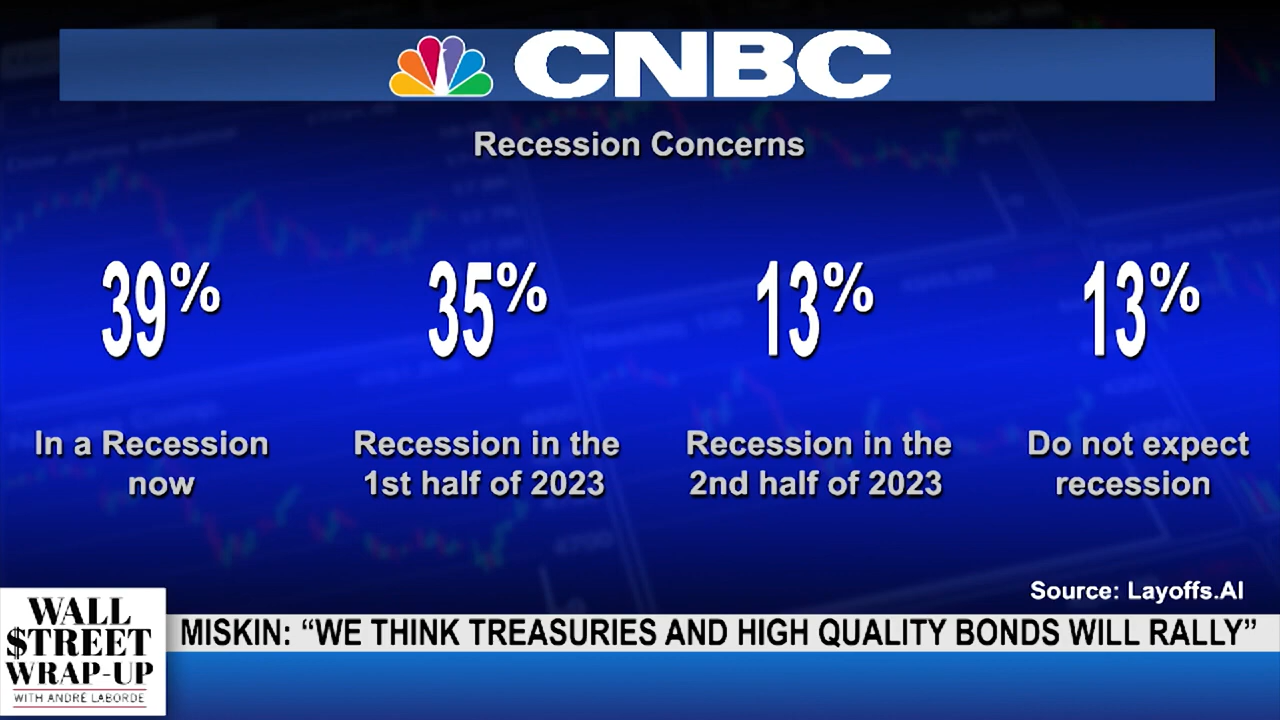 CNBC
Recession Concerns
39%
35%
13%
13%
In a Recession
now
Recession in the
1st half of 2023
Recession in the
2nd half of 2023
Do not expect
recession
Source: Layoffs.AI
WALL
$TREET
WRAP-UP
WITH ANDRÉ LABORDE
MISKIN: “WE THINK TREASURIES AND HIGH QUALITY BONDS WILL RALLY”